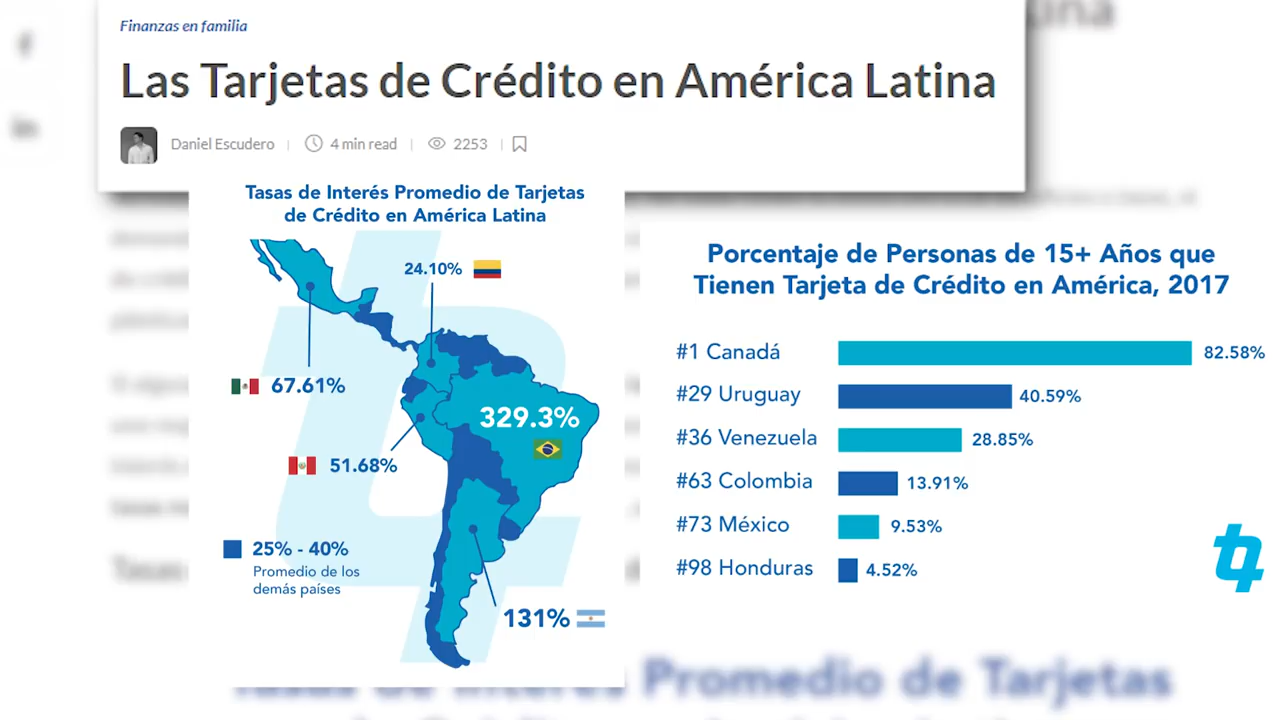 Finanzas en familia
Las Tarjetas de Crédito en América Latina
Daniel Escudero | 4 min read | 2253 |
Tasas de Interés Promedio de Tarjetas
de Crédito en América Latina
24.10%
67.61%
329.3%
51.68%
25% - 40%
Promedio de los
demás países
131%
Porcentaje de Personas de 15+ Años que
Tienen Tarjeta de Crédito en América, 2017
#1 Canadá 82.58%
#29 Uruguay 40.59%
#36 Venezuela 28.85%
#63 Colombia 13.91%
#73 México 9.53%
#98 Honduras 4.52%
Promedio de Tarjetas